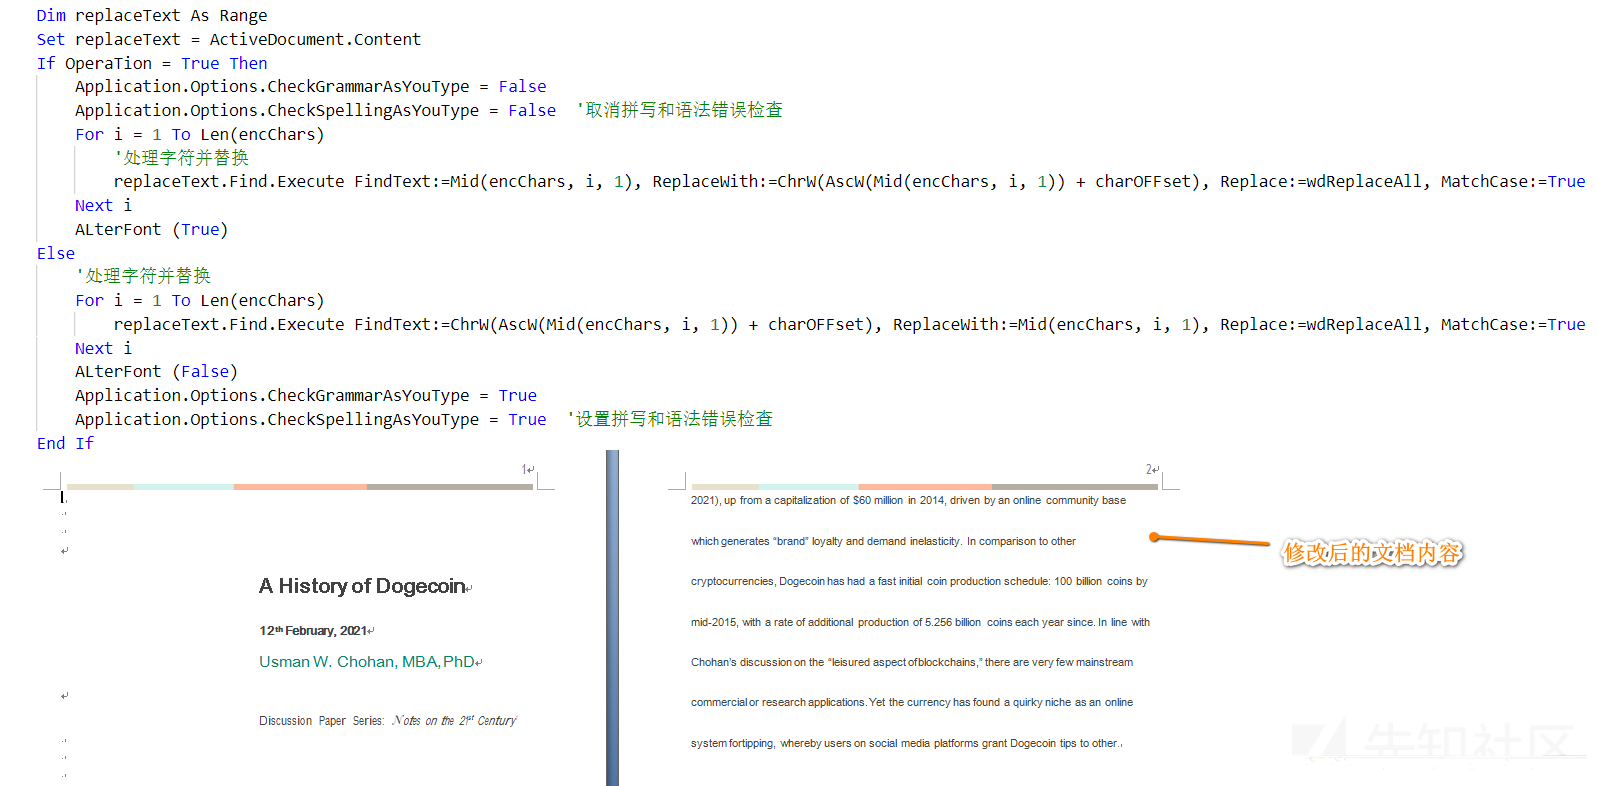 Dim replaceText As Range
Set replaceText = ActiveDocument.Content
If OperaTion = True Then
Application.Options.CheckGrammarAsYouType = False
Application.Options.CheckSpellingAsYouType = False '取消拼写和语法错误检查
For i = 1 To Len(encChars)
'处理字符并替换
replaceText.Find.Execute FindText:=Mid(encChars, i, 1), ReplaceWith:=ChrW(AscW(Mid(encChars, i, 1)) + charOFFset), Replace:=wdReplaceAll, MatchCase:=True
Next i
ALterFont (True)
Else
'处理字符并替换
For i = 1 To Len(encChars)
replaceText.Find.Execute FindText:=ChrW(AscW(Mid(encChars, i, 1)) + charOFFset), ReplaceWith:=Mid(encChars, i, 1), Replace:=wdReplaceAll, MatchCase:=True
Next i
ALterFont (False)
Application.Options.CheckGrammarAsYouType = True
Application.Options.CheckSpellingAsYouType = True '设置拼写和语法错误检查
End If
1
A History of Dogecoin
12th February, 2021
Usman W. Chohan, MBA, PhD
Discussion Paper Series: Notes on the 21st Century
2
2021), up from a capitalization of $60 million in 2014, driven by an online community base
which generates “brand” loyalty and demand inelasticity. In comparison to other
cryptocurrencies, Dogecoin has had a fast initial coin production schedule: 100 billion coins by
mid-2015, with a rate of additional production of 5.256 billion coins each year since. In line with
Chohan's discussion on the “leisured aspect of blockchains,” there are very few mainstream
commercial or research applications. Yet the currency has found a quirky niche as an online
system fortipping, whereby users on social media platforms grant Dogecoin tips to other.
修改后的文档内容
先知社区